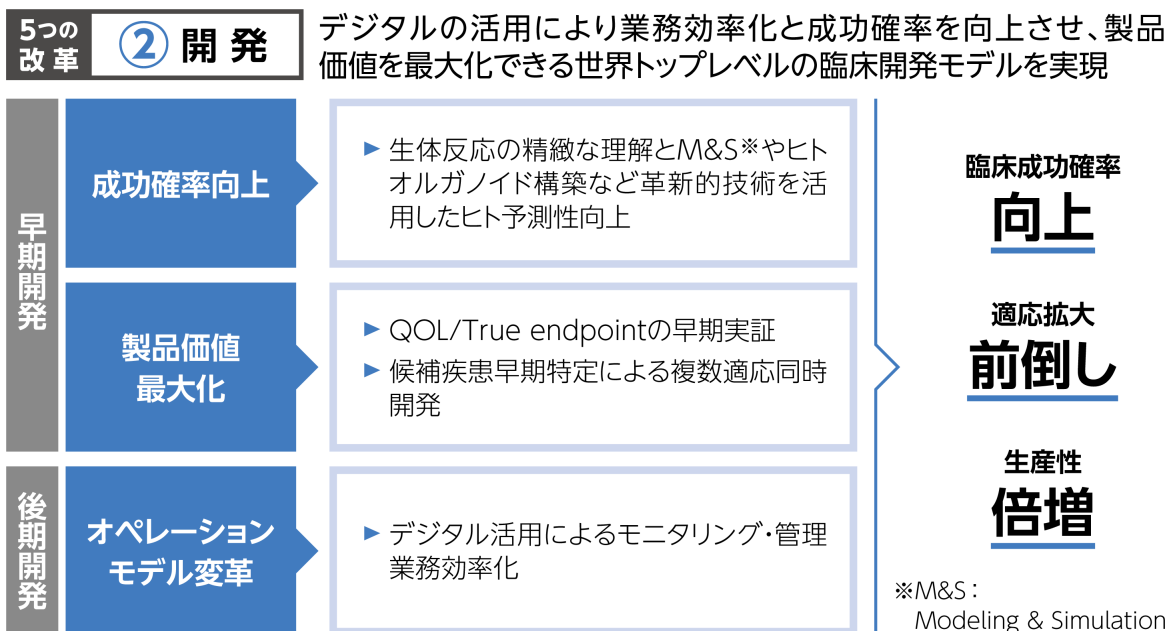 5つの
改革
② 開発
デジタルの活用により業務効率化と成功確率を向上させ、製品
価値を最大化できる世界トップレベルの臨床開発モデルを実現
早期開発
成功確率向上
▶ 生体反応の精緻な理解とM&S※やヒト
オルガノイド構築など革新的技術を活
用したヒト予測性向上
製品価値
最大化
▶ QOL/True endpointの早期実証
▶ 候補疾患早期特定による複数適応同時
開発
後期開発
オペレーション
モデル変革
▶ デジタル活用によるモニタリング・管理
業務効率化
臨床成功確率
向上
適応拡大
前倒し
生産性
倍増
※M&S：
Modeling & Simulation